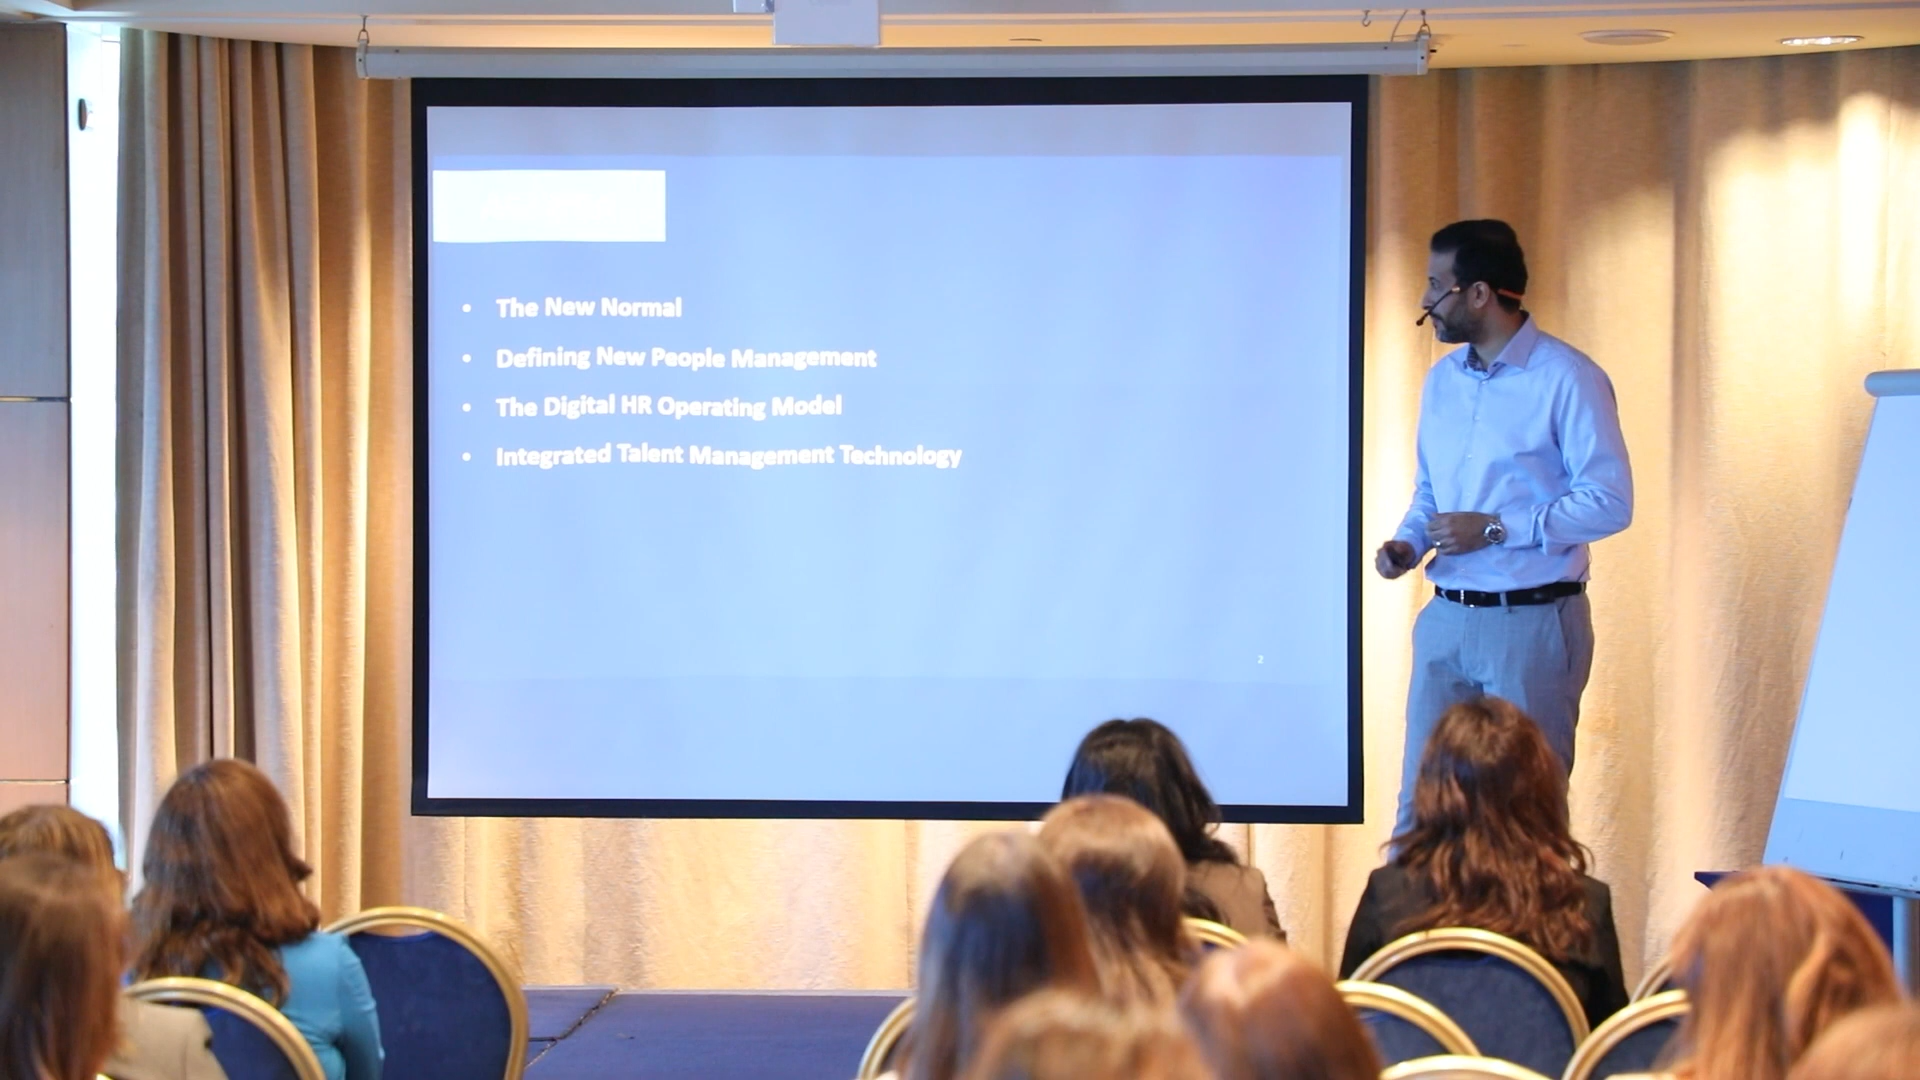 • The New Normal
• Defining New People Management
• The Digital HR Operating Model
• Integrated Talent Management Technology
2